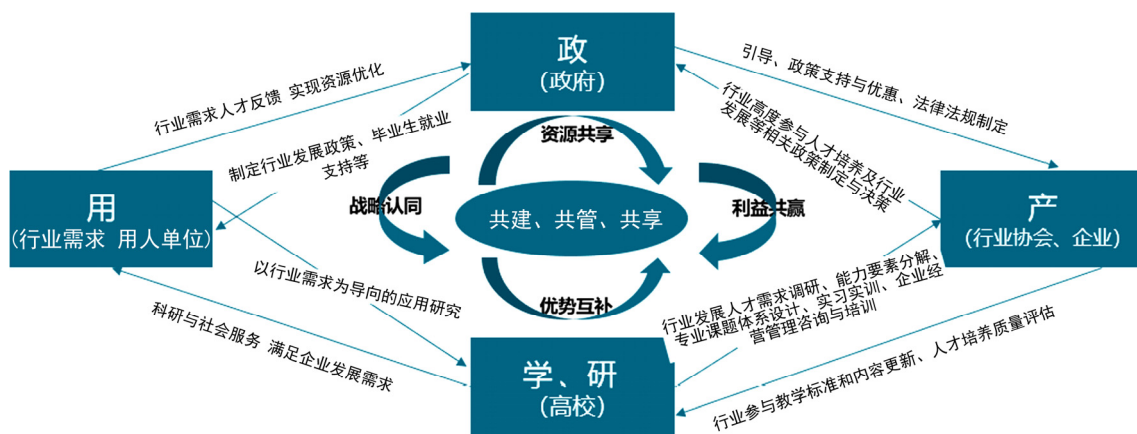 政
(政府)
行业需求人才反馈 实现资源优化
制定行业发展政策、毕业生就业
支持等
引导、政策支持与优惠、法律法规制定
行业高度参与人才培养及行业
发展等相关政策制定与决策
资源共享
战略认同
共建、共管、共享
利益共赢
优势互补
用
(行业需求 用人单位)
产
(行业协会、企业)
以行业需求为导向的应用研究
科研与社会服务 满足企业发展需求
行业发展人才需求调研、能力要素分解、
专业课题体系设计、实习实训、企业经
营管理咨询与培训
行业参与教学标准和内容更新、人才培养质量评估
学、研
(高校)